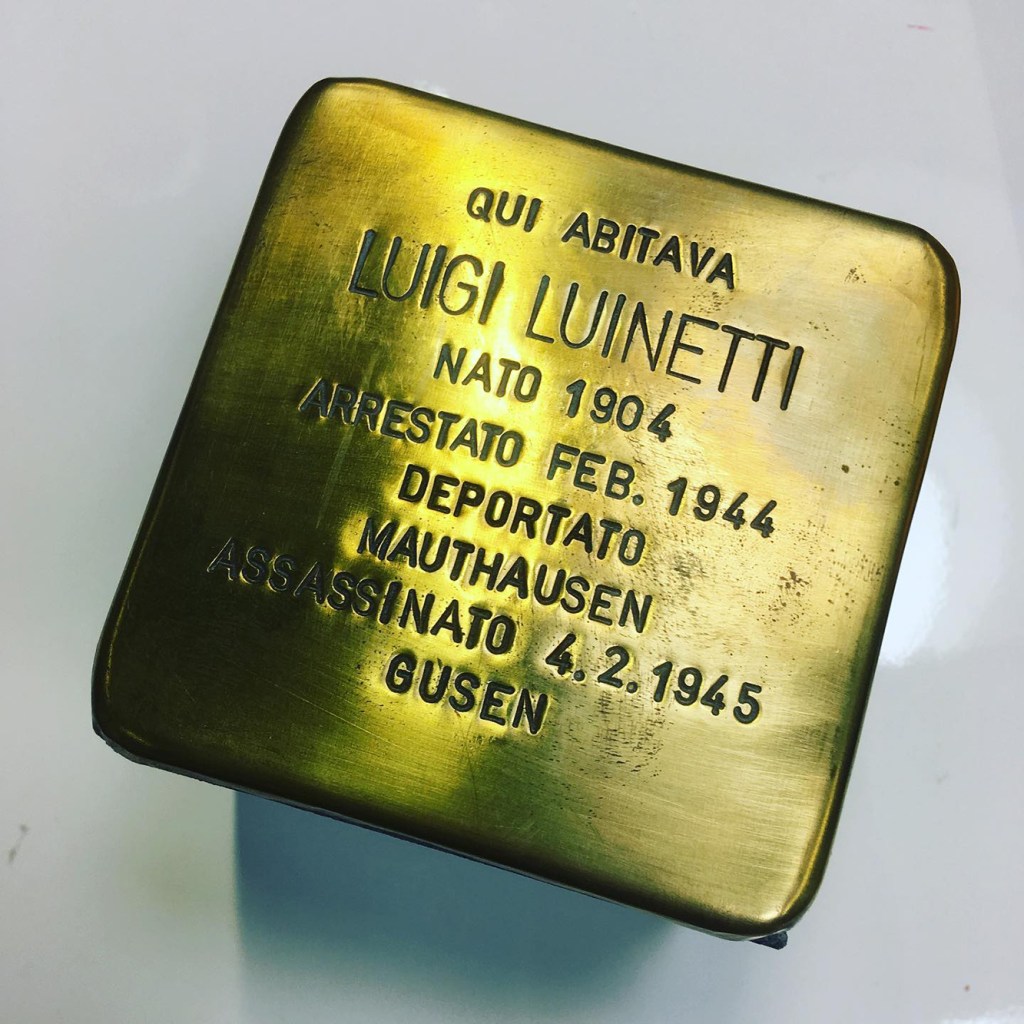 QUI ABITAVA
LUIGI LUINETTI
NATO 1904
ARRESTATO FEB. 1944
DEPORTATO
MAUTHAUSEN
ASSASSINATO 4.2.1945
GUSEN